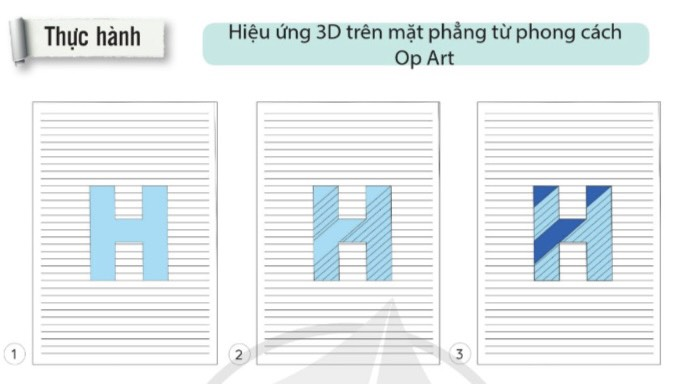 Thực hành
Hiệu ứng 3D trên mặt phẳng từ phong cách
Op Art
H
H
H
1
2
3